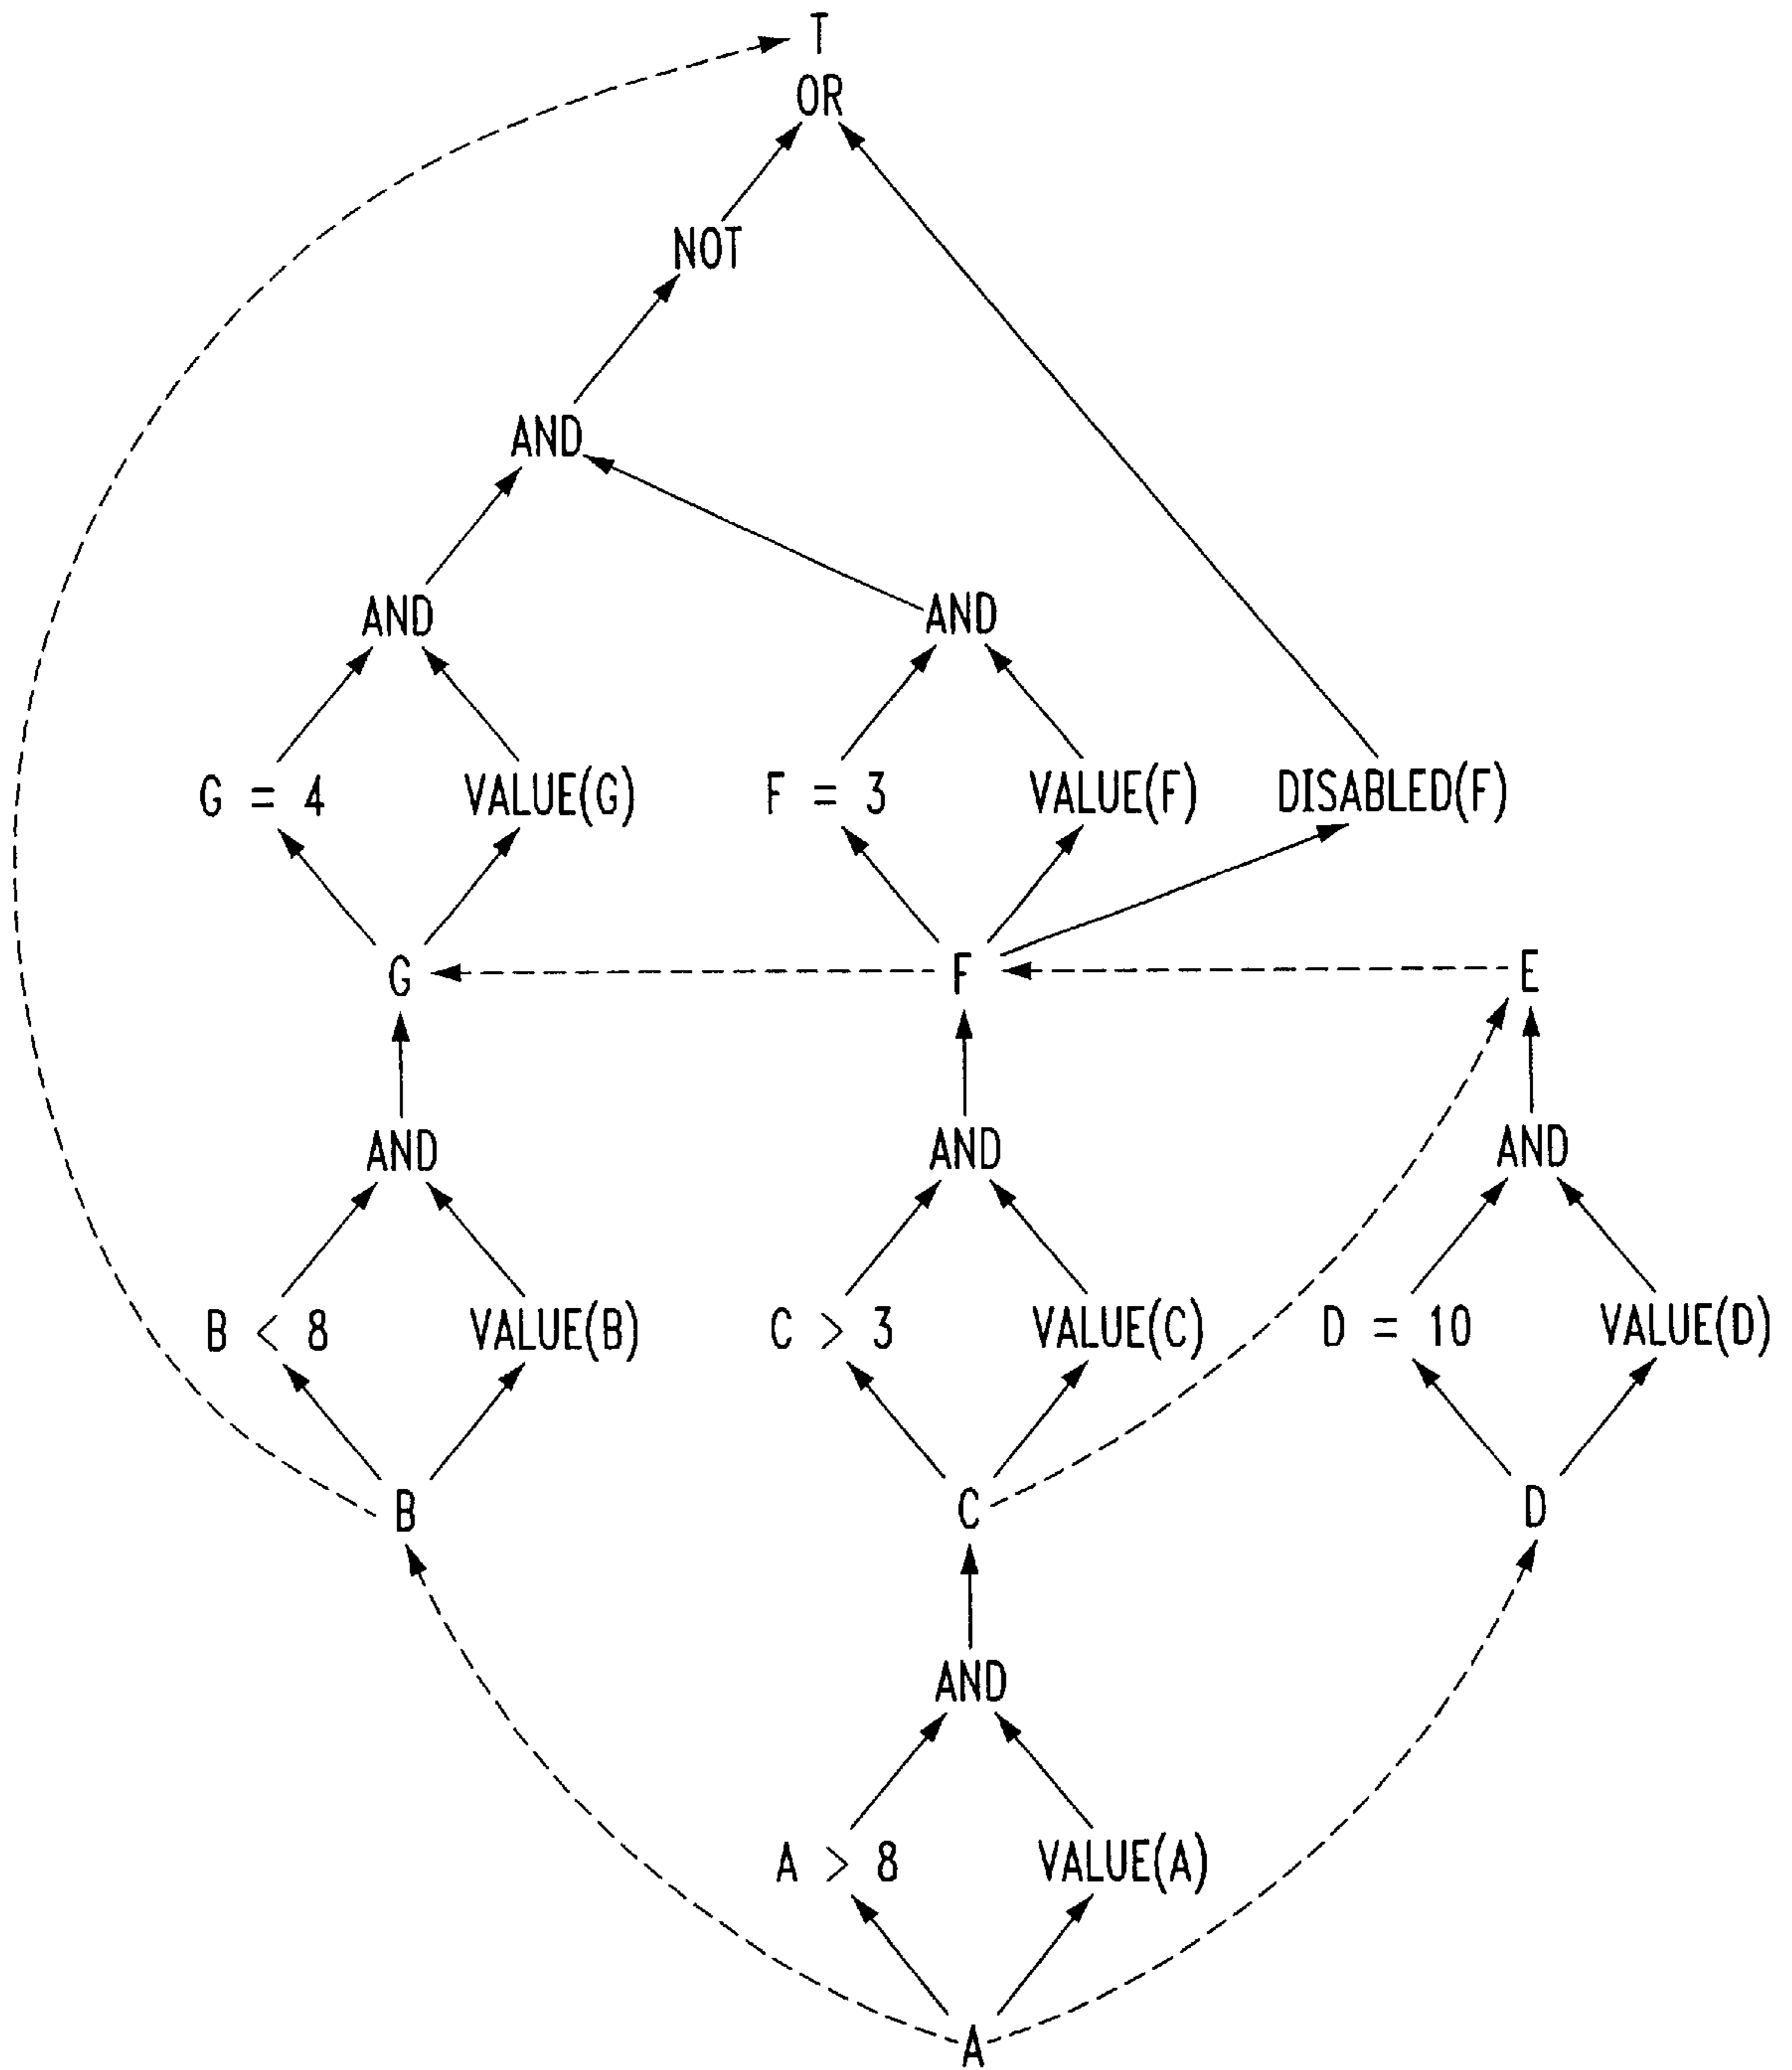 T
OR
NOT
AND
AND AND
G = 4 VALUE(G) F = 3 VALUE(F) DISABLED(F)
G F E
AND AND AND
B < 8 VALUE(B) C > 3 VALUE(C) D = 10 VALUE(D)
B C D
AND
A > 8 VALUE(A)
A